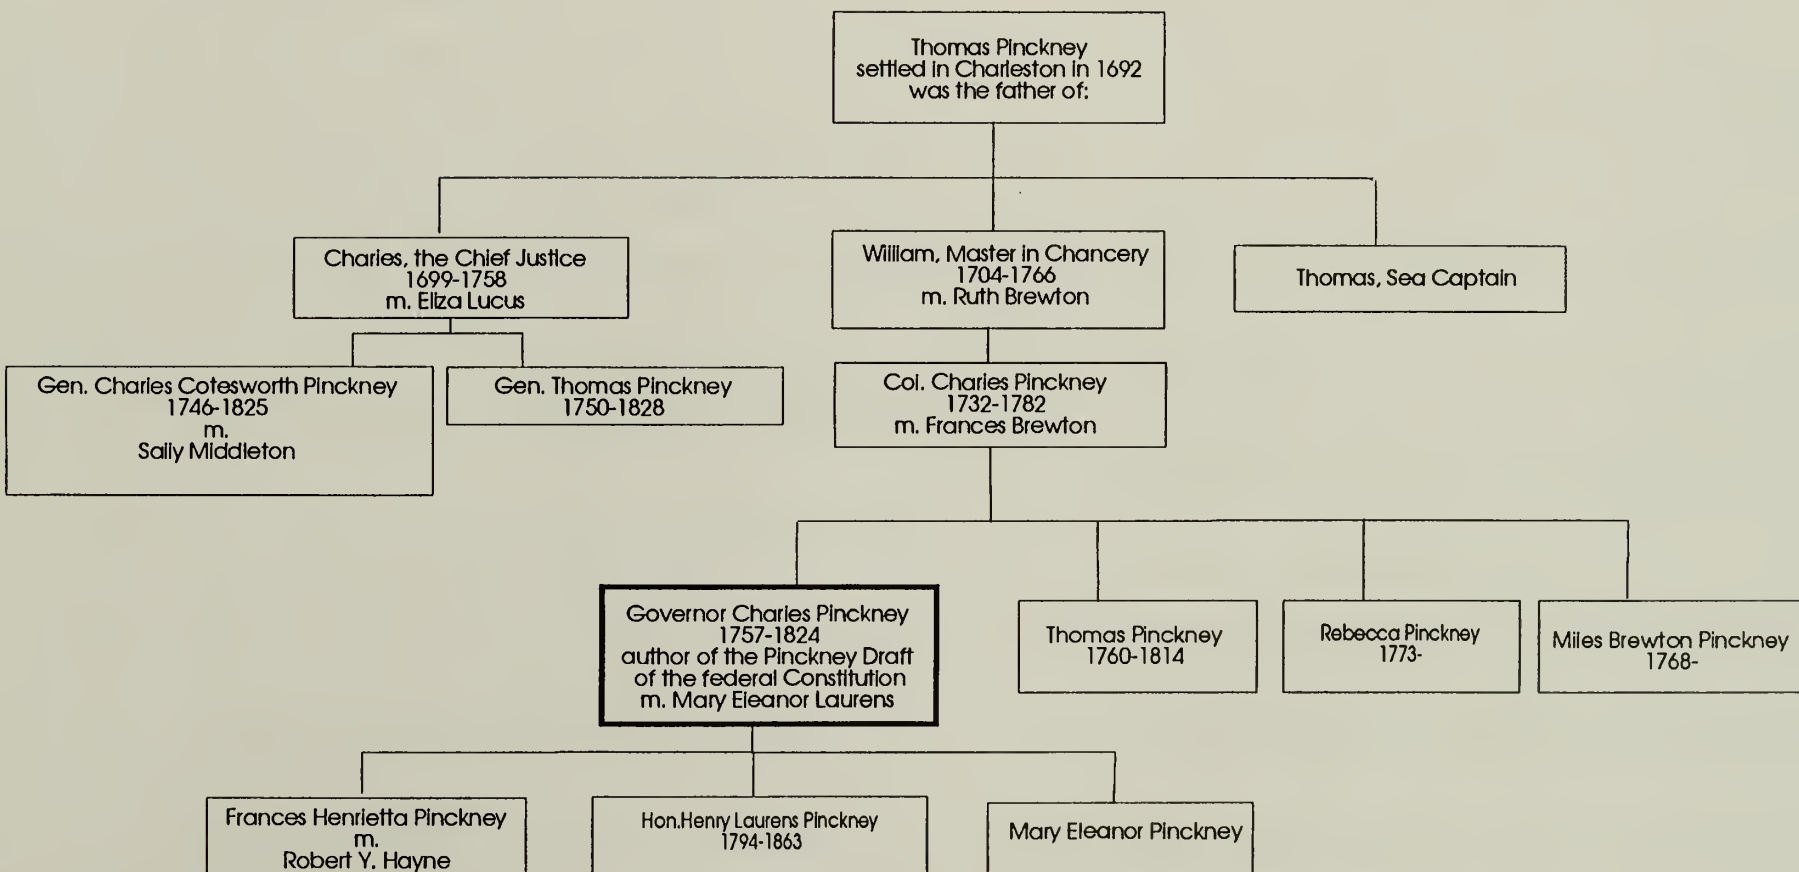 Thomas Pinckney
settled in Charleston in 1692
was the father of:
Charles, the Chief Justice
1699-1758
m. Eliza Lucus
William, Master in Chancery
1704-1766
m. Ruth Brewton
Thomas, Sea Captain
Gen. Charles Cotesworth Pinckney
1746-1825
m.
Sally Middleton
Gen. Thomas Pinckney
1750-1828
Col. Charles Pinckney
1732-1782
m. Frances Brewton
Governor Charles Pinckney
1757-1824
author of the Pinckney Draft
of the federal Constitution
m. Mary Eleanor Laurens
Thomas Pinckney
1760-1814
Rebecca Pinckney
1773-
Miles Brewton Pinckney
1768-
Frances Henrietta Pinckney
m.
Robert Y. Hayne
Hon.Henry Laurens Pinckney
1794-1863
Mary Eleanor Pinckney